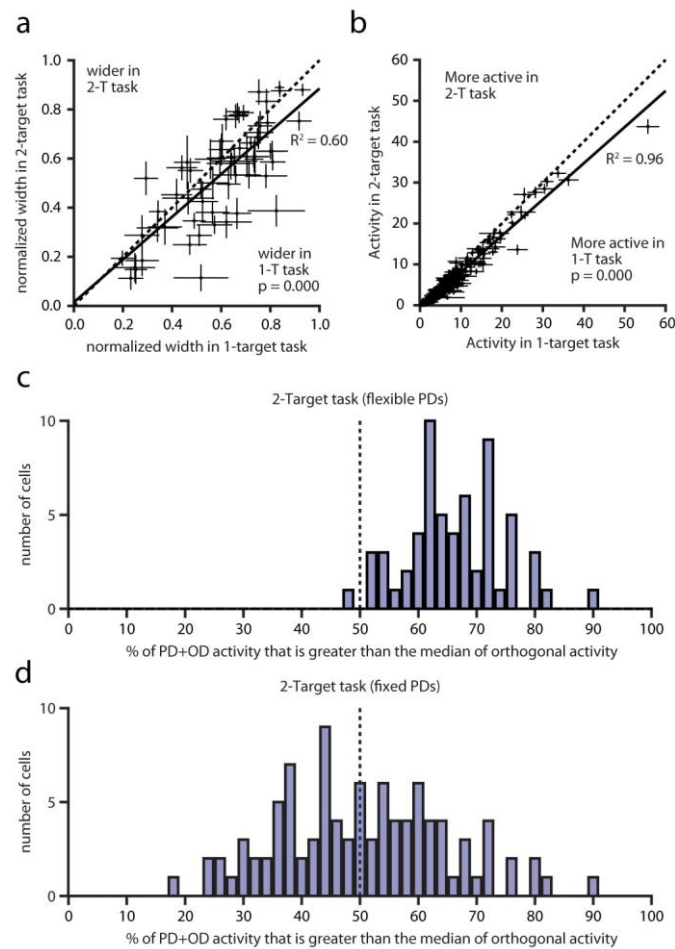 a
wider in
2-T task
R² = 0.60
wider in
1-T task
p = 0.000
normalized width in 2-target task
1.0
0.8
0.6
0.4
0.2
0.0
0.0 0.2 0.4 0.6 0.8 1.0
normalized width in 1-target task
b
More active in
2-T task
R² = 0.96
More active in
1-T task
p = 0.000
Activity in 2-target task
60
50
40
30
20
10
0
0 10 20 30 40 50 60
Activity in 1-target task
c
2-Target task (flexible PDs)
number of cells
10
5
0
0 10 20 30 40 50 60 70 80 90 100
% of PD+OD activity that is greater than the median of orthogonal activity
d
2-Target task (fixed PDs)
number of cells
10
5
0
0 10 20 30 40 50 60 70 80 90 100
% of PD+OD activity that is greater than the median of orthogonal activity